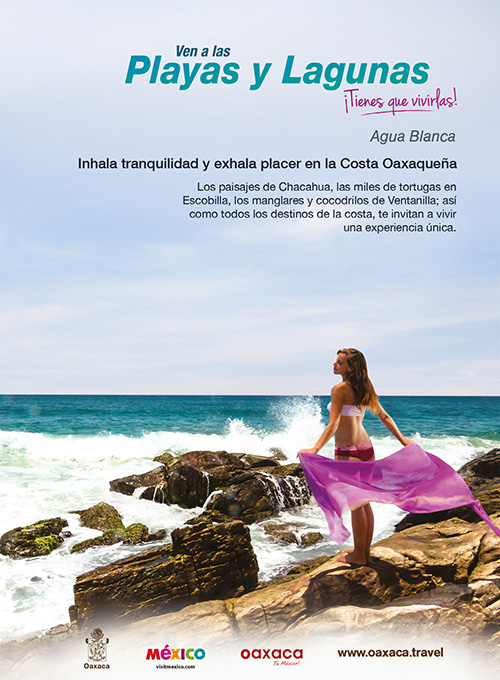 Ven a las
Playas y Lagunas
¡Tienes que vivirlas!
Agua Blanca
Inhala tranquilidad y exhala placer en la Costa Oaxaqueña
Los paisajes de Chacahua, las miles de tortugas en
Escobilla, los manglares y cocodrilos de Ventanilla; así
como todos los destinos de la costa, te invitan a vivir
una experiencia única.
Oaxaca
MÉXICO
visitmexico.com
oaxaca
Tu México!
www.oaxaca.travel